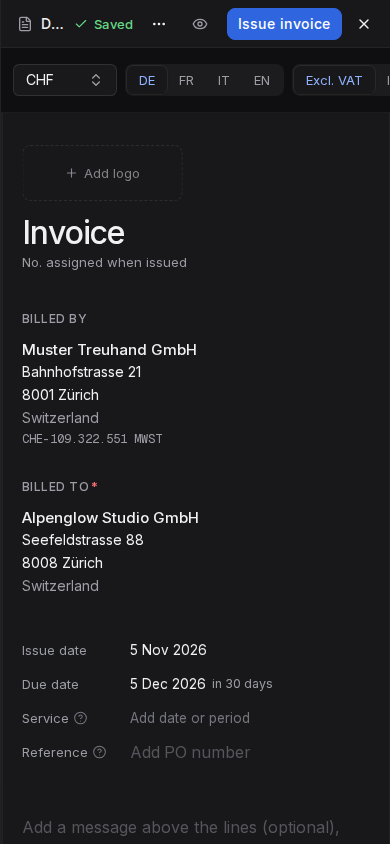 D...
Saved
Issue invoice
CHF
DE FR IT EN
Excl. VAT
Add logo
Invoice
No. assigned when issued
BILLED BY
Muster Treuhand GmbH
Bahnhofstrasse 21
8001 Zürich
Switzerland
CHE-109.322.551 MWST
BILLED TO*
Alpenglow Studio GmbH
Seefeldstrasse 88
8008 Zürich
Switzerland
Issue date 5 Nov 2026
Due date 5 Dec 2026 in 30 days
Service Add date or period
Reference Add PO number
Add a message above the lines (optional),